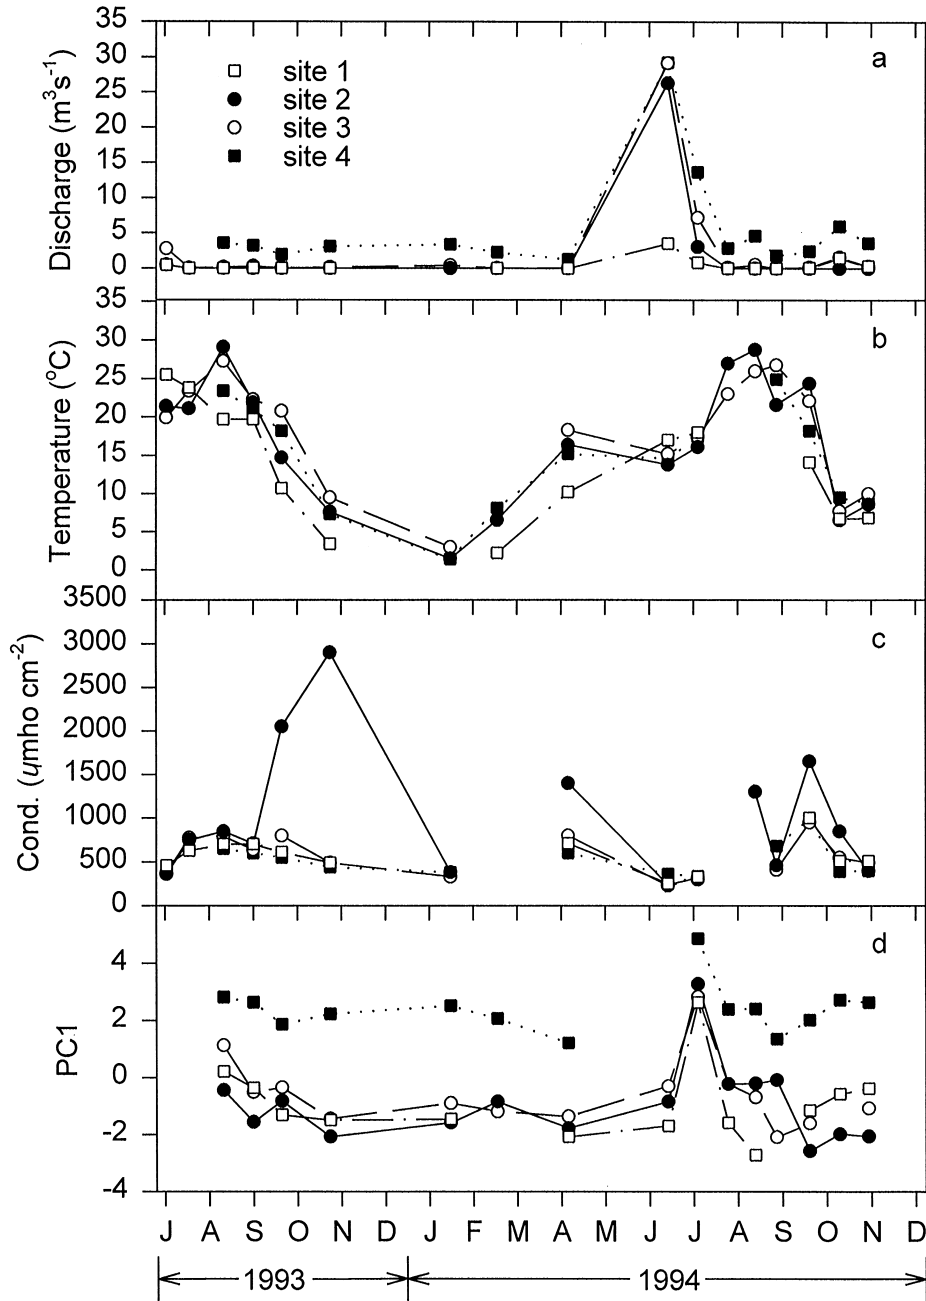 35
30
25
20
15
10
5
0
Discharge (m³s⁻¹)
a
site 1
site 2
site 3
site 4
35
30
25
20
15
10
5
0
Temperature (°C)
b
3500
3000
2500
2000
1500
1000
500
0
Cond. (umho cm⁻²)
c
4
2
0
-2
-4
PC1
d
J A S O N D J F M A M J J A S O N D
1993 1994